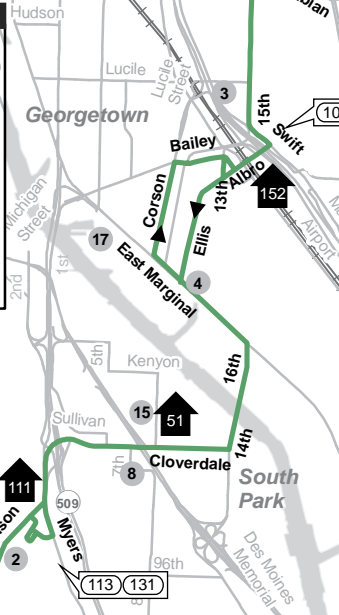 Hudson
Lucile
Lucile
Street
3
Georgetown
15th
10
Swift
Bailey
Albro
13th
152
Corson
Ellis
Airport
Michigan
Street
17
1st
2nd
East Marginal
4
5th
Kenyon
16th
15
51
Sullivan
14th
7th
Cloverdale
8
South
Park
111
509
Myers
2
113
131
96th
8
Des Moines
Memorial